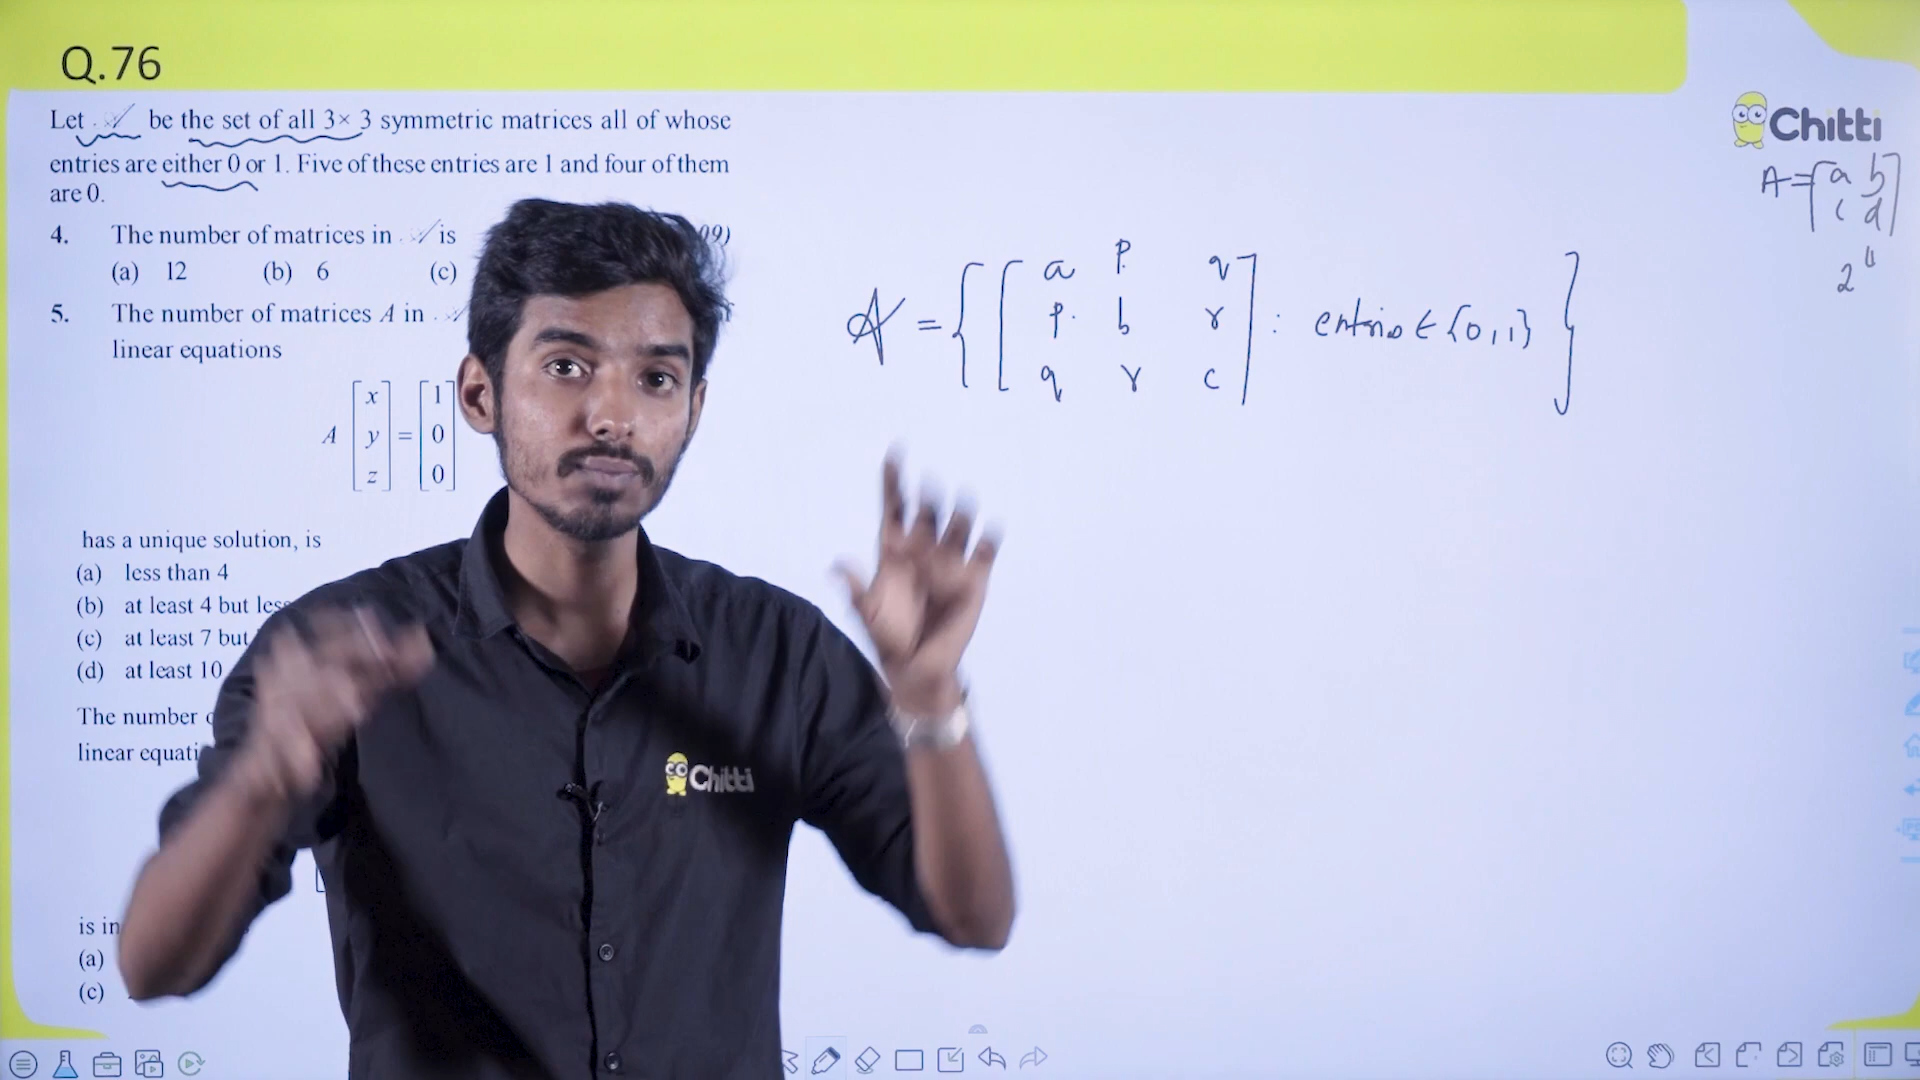 Q.76
Let 𝒜 be the set of all 3× 3 symmetric matrices all of whose
entries are either 0 or 1. Five of these entries are 1 and four of them
are 0.
4. The number of matrices in 𝒜 is 09)
(a) 12 (b) 6 (c)
5. The number of matrices A in 𝒜
linear equations
A [x y z] = [1 0 0]
has a unique solution, is
(a) less than 4
(b) at least 4 but less
(c) at least 7 but
(d) at least 10
The number
linear equati
is in
(a)
(c)
Chitti
A = [a b
c d]
2⁴
𝒜 = { [ a p q
p b r
q r c ] : entries ∈ {0,1} }
Chitti